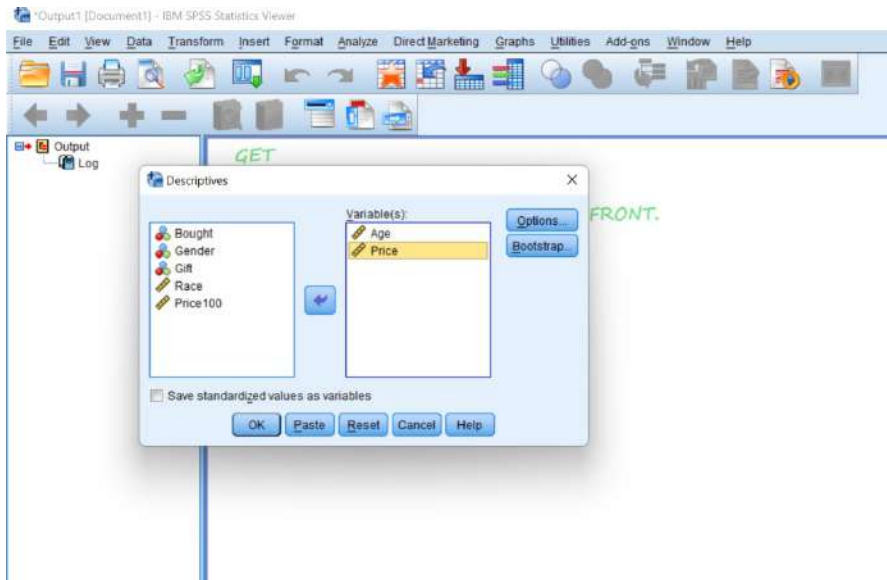 *Output1 [Document1] - IBM SPSS Statistics Viewer
File Edit View Data Transform Insert Format Analyze Direct Marketing Graphs Utilities Add-ons Window Help
Output
Log
GET
FRONT.
Descriptives
Variable(s):
Bought
Gender
Gift
Race
Price100
Age
Price
Options...
Bootstrap...
Save standardized values as variables
OK Paste Reset Cancel Help